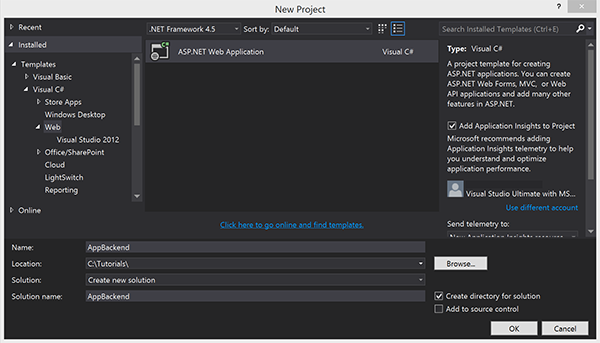 New Project
Recent
.NET Framework 4.5
Sort by:
Default
Search Installed Templates (Ctrl+E)
Installed
Templates
Visual Basic
Visual C#
Store Apps
Windows Desktop
Web
Visual Studio 2012
Office/SharePoint
Cloud
LightSwitch
Reporting
Online
ASP.NET Web Application
Visual C#
Click here to go online and find templates.
Type: Visual C#
A project template for creating
ASP.NET applications. You can create
ASP.NET Web Forms, MVC, or Web
API applications and add many other
features in ASP.NET.
Add Application Insights to Project
Microsoft recommends adding
Application Insights telemetry to help
you understand and optimize
application performance.
Visual Studio Ultimate with MS...
Use different account
Send telemetry to:
New Application Insights resource
Name:
AppBackend
Location:
C:\Tutorials\
Browse...
Solution:
Create new solution
Solution name:
AppBackend
Create directory for solution
Add to source control
OK
Cancel